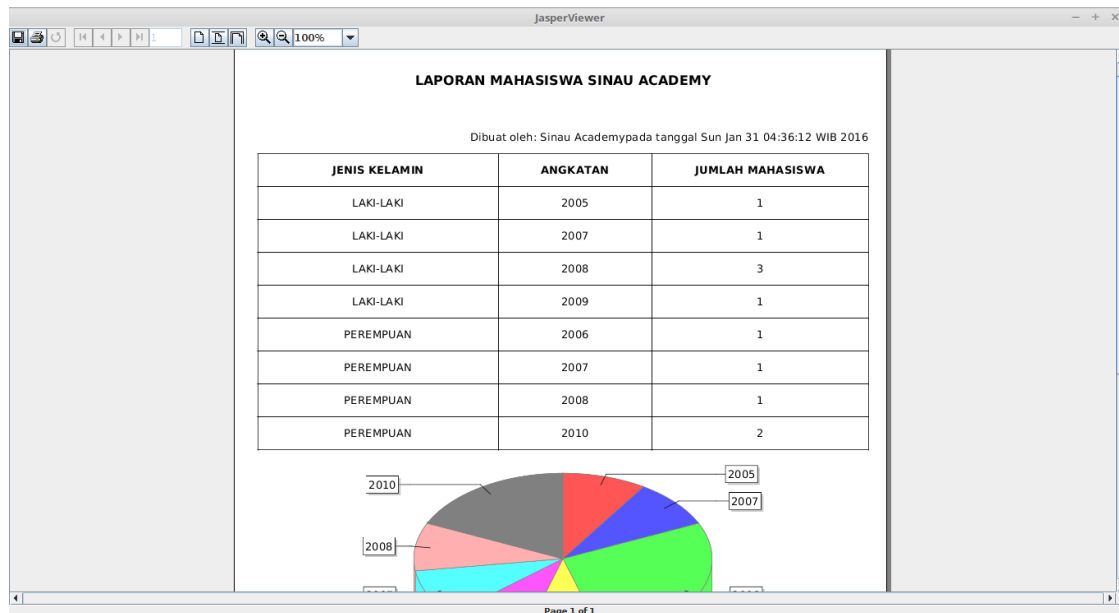 JasperViewer
1
100%
LAPORAN MAHASISWA SINAU ACADEMY
Dibuat oleh: Sinau Academypada tanggal Sun Jan 31 04:36:12 WIB 2016
JENIS KELAMIN ANGKATAN JUMLAH MAHASISWA
LAKI-LAKI 2005 1
LAKI-LAKI 2007 1
LAKI-LAKI 2008 3
LAKI-LAKI 2009 1
PEREMPUAN 2006 1
PEREMPUAN 2007 1
PEREMPUAN 2008 1
PEREMPUAN 2010 2
2005
2010
2007
2008
Page 1 of 1